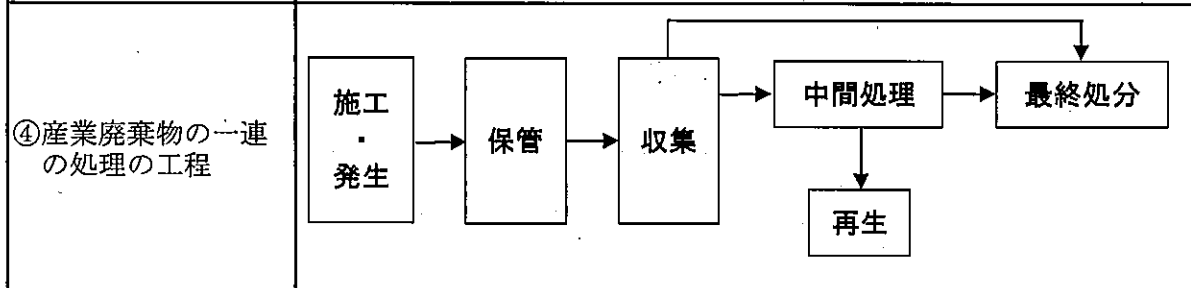 ④産業廃棄物の一連
の処理の工程
施工
・
発生
保管
収集
中間処理
最終処分
再生